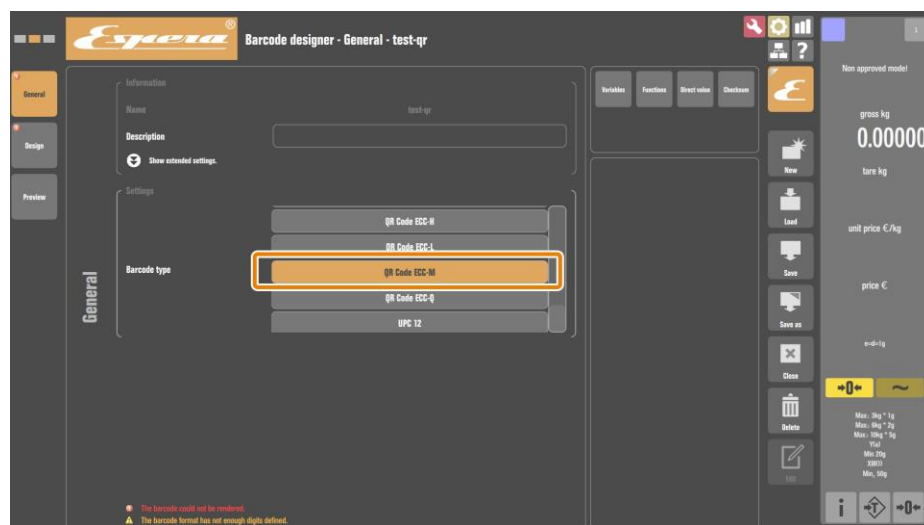 Espera®
Barcode designer - General - test-qr
General
Design
Preview
General
Information
Name
test-qr
Description
Show extended settings.
Settings
Barcode type
QR Code ECC-H
QR Code ECC-L
QR Code ECC-M
QR Code ECC-Q
UPC 12
The barcode could not be rendered.
The barcode format has not enough digits defined.
Variables
Functions
Direct value
Checksum
?
E
New
Load
Save
Save as
Close
Delete
1
Non approved mode!
gross kg
0.00000
tare kg
unit price €/kg
price €
e=d=1g
→0←
~
Max: 3kg * 1g
Max: 6kg * 2g
Max: 10kg * 5g
Min 20g
Min, 50g
i
T
→0←